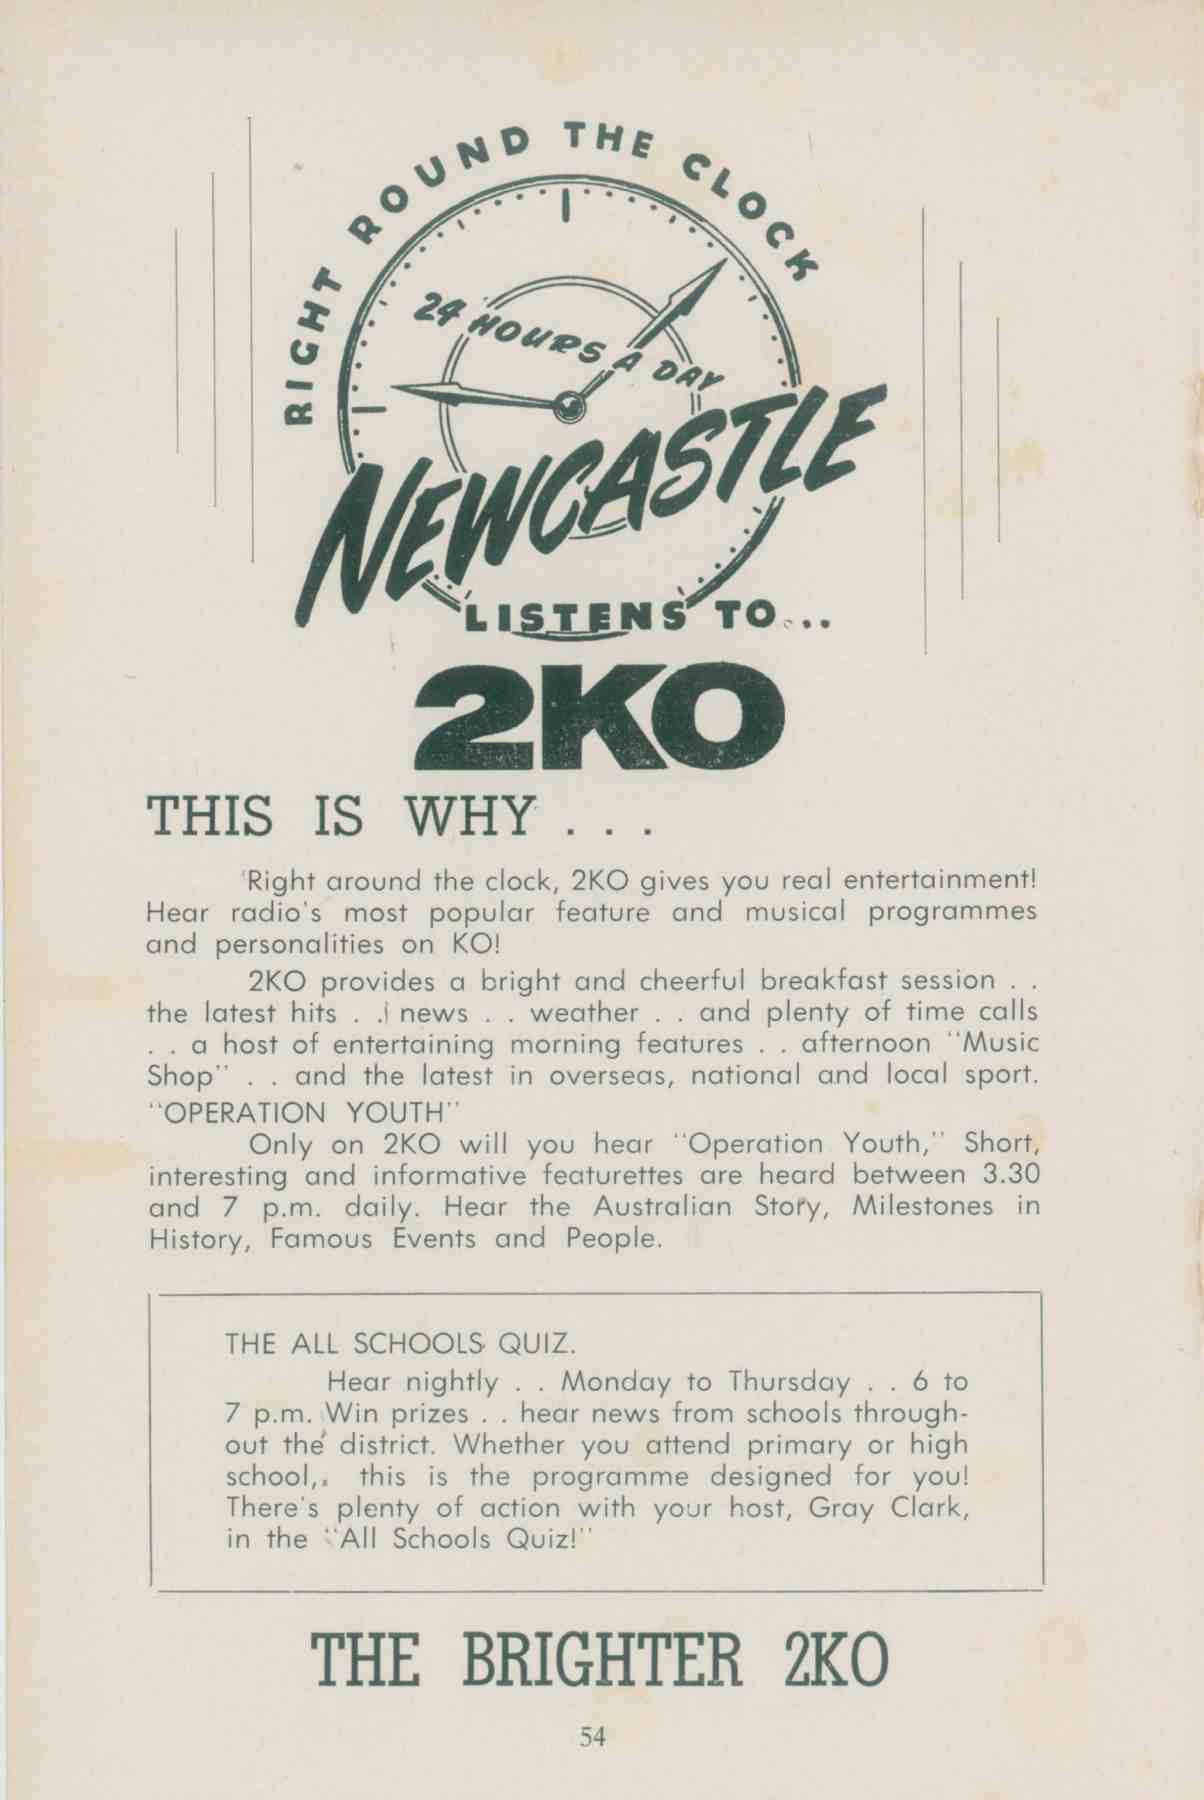 RIGHT ROUND THE CLOCK
24 HOURS A DAY
NEWCASTLE
LISTENS TO...
2KO
THIS IS WHY . . .
Right around the clock, 2KO gives you real entertainment!
Hear radio's most popular feature and musical programmes
and personalities on KO!
2KO provides a bright and cheerful breakfast session . .
the latest hits . . news . . weather . . and plenty of time calls
. . a host of entertaining morning features . . afternoon "Music
Shop" . . and the latest in overseas, national and local sport.
"OPERATION YOUTH"
Only on 2KO will you hear "Operation Youth," Short,
interesting and informative featurettes are heard between 3.30
and 7 p.m. daily. Hear the Australian Story, Milestones in
History, Famous Events and People.
THE ALL SCHOOLS QUIZ.
Hear nightly . . Monday to Thursday . . 6 to
7 p.m. Win prizes . . hear news from schools through-
out the district. Whether you attend primary or high
school, this is the programme designed for you!
There's plenty of action with your host, Gray Clark,
in the "All Schools Quiz!"
THE BRIGHTER 2KO
54